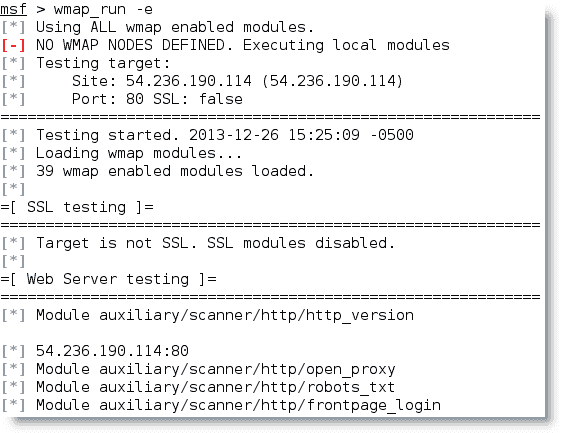 msf > wmap_run -e
[*] Using ALL wmap enabled modules.
[-] NO WMAP NODES DEFINED. Executing local modules
[*] Testing target:
[*]     Site: 54.236.190.114 (54.236.190.114)
[*]     Port: 80 SSL: false
============================================================
[*] Testing started. 2013-12-26 15:25:09 -0500
[*] Loading wmap modules...
[*] 39 wmap enabled modules loaded.
[*]
=[ SSL testing ]=
============================================================
[*] Target is not SSL. SSL modules disabled.
[*]
=[ Web Server testing ]=
============================================================
[*] Module auxiliary/scanner/http/http_version

[*] 54.236.190.114:80
[*] Module auxiliary/scanner/http/open_proxy
[*] Module auxiliary/scanner/http/robots_txt
[*] Module auxiliary/scanner/http/frontpage_login